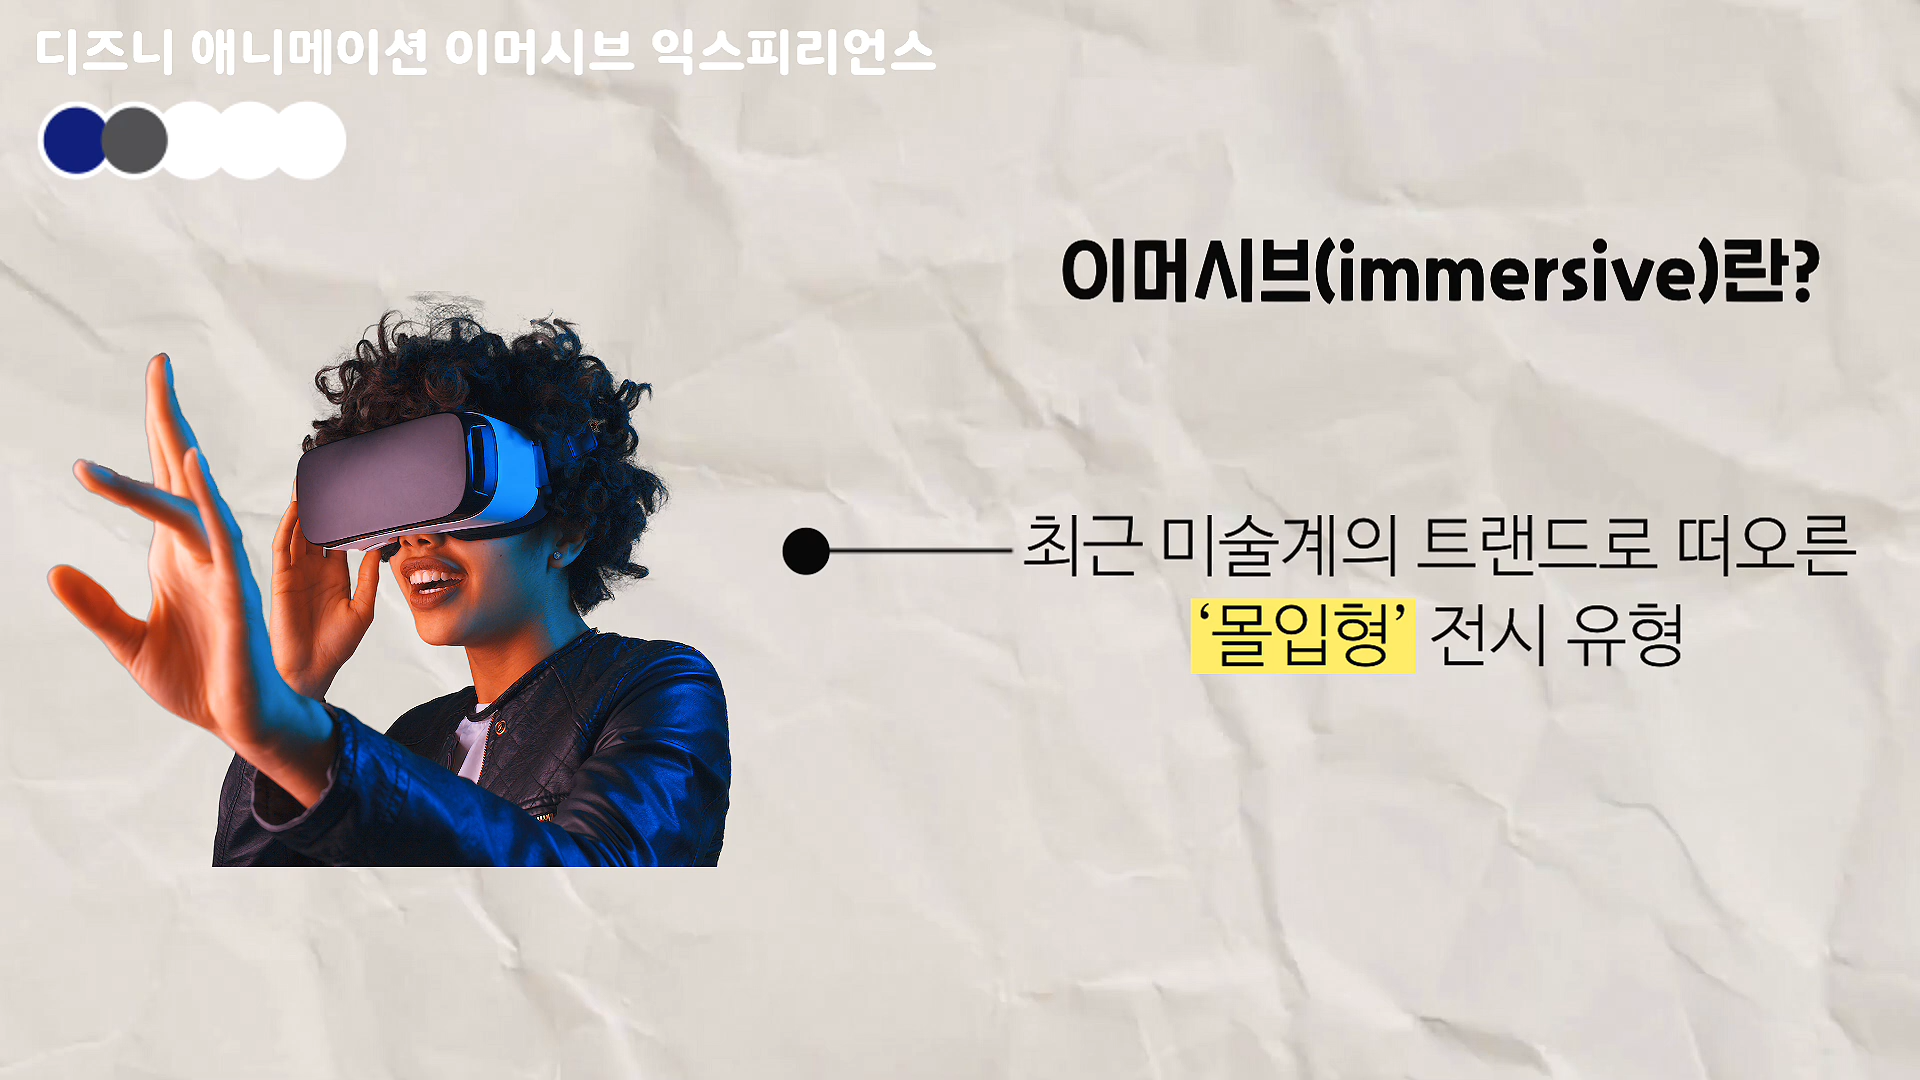 디즈니 애니메이션 이머시브 익스피리언스
이머시브(immersive)란?
최근 미술계의 트랜드로 떠오른
‘몰입형’ 전시 유형